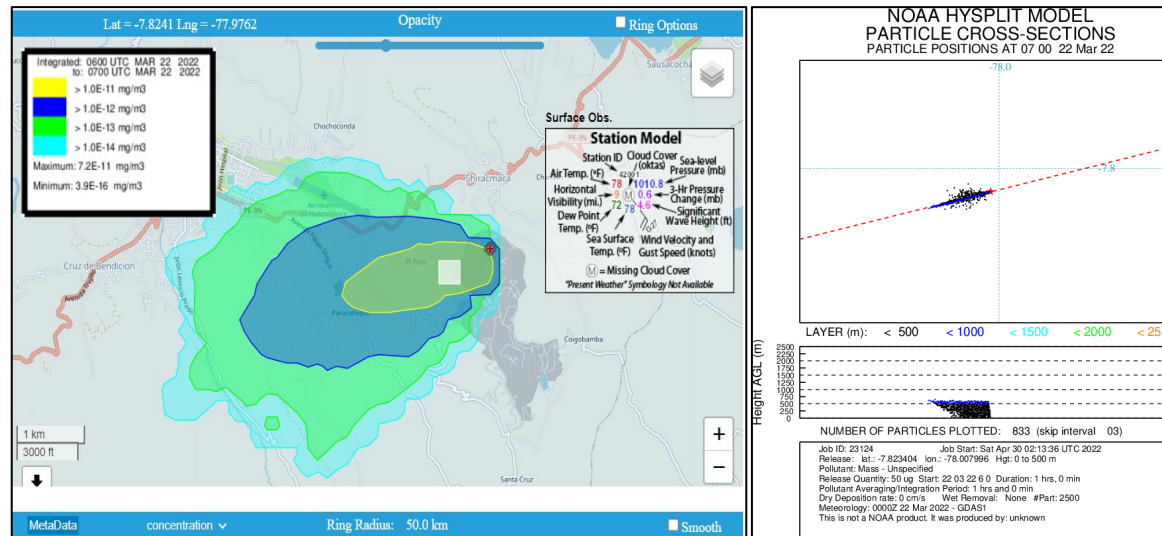 Lat = -7.8241 Lng = -77.9762
Opacity
Ring Options
Integrated: 0600 UTC MAR 22 2022
to: 0700 UTC MAR 22 2022
> 1.0E-11 mg/m3
> 1.0E-12 mg/m3
> 1.0E-13 mg/m3
> 1.0E-14 mg/m3
Maximum: 7.2E-11 mg/m3
Minimum: 3.9E-16 mg/m3
Sausacocha
PE-3N
Chochoconda
Shiracmaca
PE-3N
Cruz de Bendicion
Avenida Trujillo
Jirón Leoncio Prado
El Toro
Paranshique
Coigobamba
Santa Cruz
Surface Obs.
Station Model
Station ID
Cloud Cover
(oktas)
Sea-level
Pressure (mb)
42001
Air Temp. (°F)
78
1010.8
Horizontal
Visibility (mi.)
9
M
0.6
3-Hr Pressure
Change (mb)
Dew Point
Temp. (°F)
72
78
4.6
Significant
Wave Height (ft)
G27
Sea Surface
Temp. (°F)
Wind Velocity and
Gust Speed (knots)
M = Missing Cloud Cover
"Present Weather" Symbology Not Available
1 km
3000 ft
+
−
MetaData
concentration
Ring Radius: 50.0 km
Smooth
NOAA HYSPLIT MODEL
PARTICLE CROSS-SECTIONS
PARTICLE POSITIONS AT 07 00 22 Mar 22
-78.0
-7.8
LAYER (m): < 500 < 1000 < 1500 < 2000 < 25
Height AGL (m)
2500
2250
2000
1750
1500
1250
1000
750
500
250
0
NUMBER OF PARTICLES PLOTTED: 833 (skip interval 03)
Job ID: 23124 Job Start: Sat Apr 30 02:13:36 UTC 2022
Release: lat.: -7.823404 lon.: -78.007996 Hgt: 0 to 500 m
Pollutant: Mass - Unspecified
Release Quantity: 50 ug Start: 22 03 22 6 0 Duration: 1 hrs, 0 min
Pollutant Averaging/Integration Period: 1 hrs and 0 min
Dry Deposition rate: 0 cm/s Wet Removal: None #Part: 2500
Meteorology: 0000Z 22 Mar 2022 - GDAS1
This is not a NOAA product. It was produced by: unknown